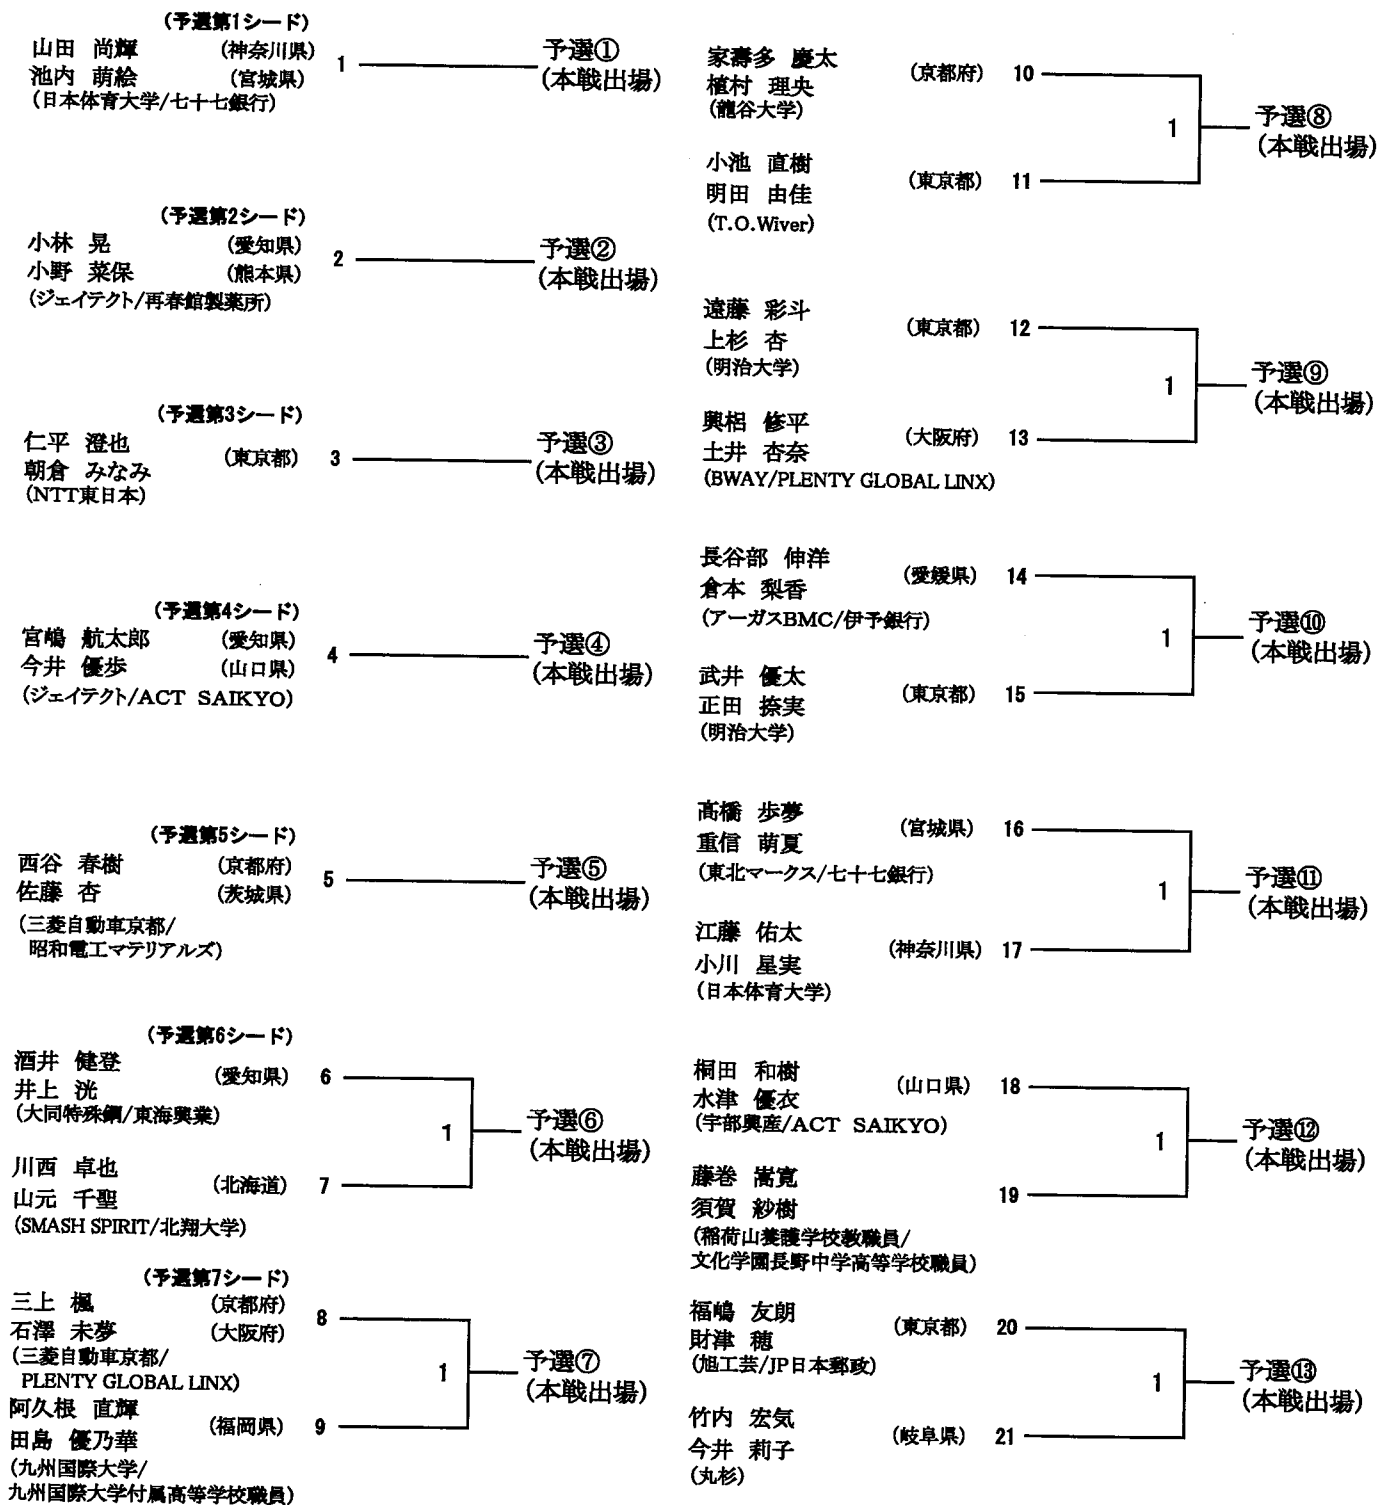 (予選第1シード)
山田 尚輝 (神奈川県) 1
池内 萌絵 (宮城県)
(日本体育大学/七十七銀行)
予選①
(本戦出場)
(予選第2シード)
小林 晃 (愛知県) 2
小野 菜保 (熊本県)
(ジェイテクト/再春館製薬所)
予選②
(本戦出場)
(予選第3シード)
仁平 澄也
朝倉 みなみ
(東京都) 3
(NTT東日本)
予選③
(本戦出場)
(予選第4シード)
宮嶋 航太郎 (愛知県) 4
今井 優歩 (山口県)
(ジェイテクト/ACT SAIKYO)
予選④
(本戦出場)
(予選第5シード)
西谷 春樹 (京都府) 5
佐藤 杏 (茨城県)
(三菱自動車京都/
昭和電工マテリアルズ)
予選⑤
(本戦出場)
(予選第6シード)
酒井 健登
井上 洸
(愛知県) 6
(大同特殊鋼/東海興業)
川西 卓也
山元 千聖
(北海道) 7
(SMASH SPIRIT/北翔大学)
1
予選⑥
(本戦出場)
(予選第7シード)
三上 楓 (京都府) 8
石澤 未夢 (大阪府)
(三菱自動車京都/
PLENTY GLOBAL LINX)
阿久根 直輝
田島 優乃華
(福岡県) 9
(九州国際大学/
九州国際大学付属高等学校職員)
1
予選⑦
(本戦出場)
家壽多 慶太
植村 理央
(京都府) 10
(龍谷大学)
小池 直樹
明田 由佳
(東京都) 11
(T.O.Wiver)
1
予選⑧
(本戦出場)
遠藤 彩斗
上杉 杏
(東京都) 12
(明治大学)
興梠 修平
土井 杏奈
(大阪府) 13
(BWAY/PLENTY GLOBAL LINX)
1
予選⑨
(本戦出場)
長谷部 伸洋
倉本 梨香
(愛媛県) 14
(アーガスBMC/伊予銀行)
武井 優太
正田 捺実
(東京都) 15
(明治大学)
1
予選⑩
(本戦出場)
高橋 歩夢
重信 萌夏
(宮城県) 16
(東北マークス/七十七銀行)
江藤 佑太
小川 星実
(神奈川県) 17
(日本体育大学)
1
予選⑪
(本戦出場)
桐田 和樹
水津 優衣
(山口県) 18
(宇部興産/ACT SAIKYO)
藤巻 嵩寛
須賀 紗樹
19
(稲荷山養護学校教職員/
文化学園長野中学高等学校職員)
1
予選⑫
(本戦出場)
福嶋 友朗
財津 穂
(東京都) 20
(旭工芸/JP日本郵政)
竹内 宏気
今井 莉子
(岐阜県) 21
(丸杉)
1
予選⑬
(本戦出場)